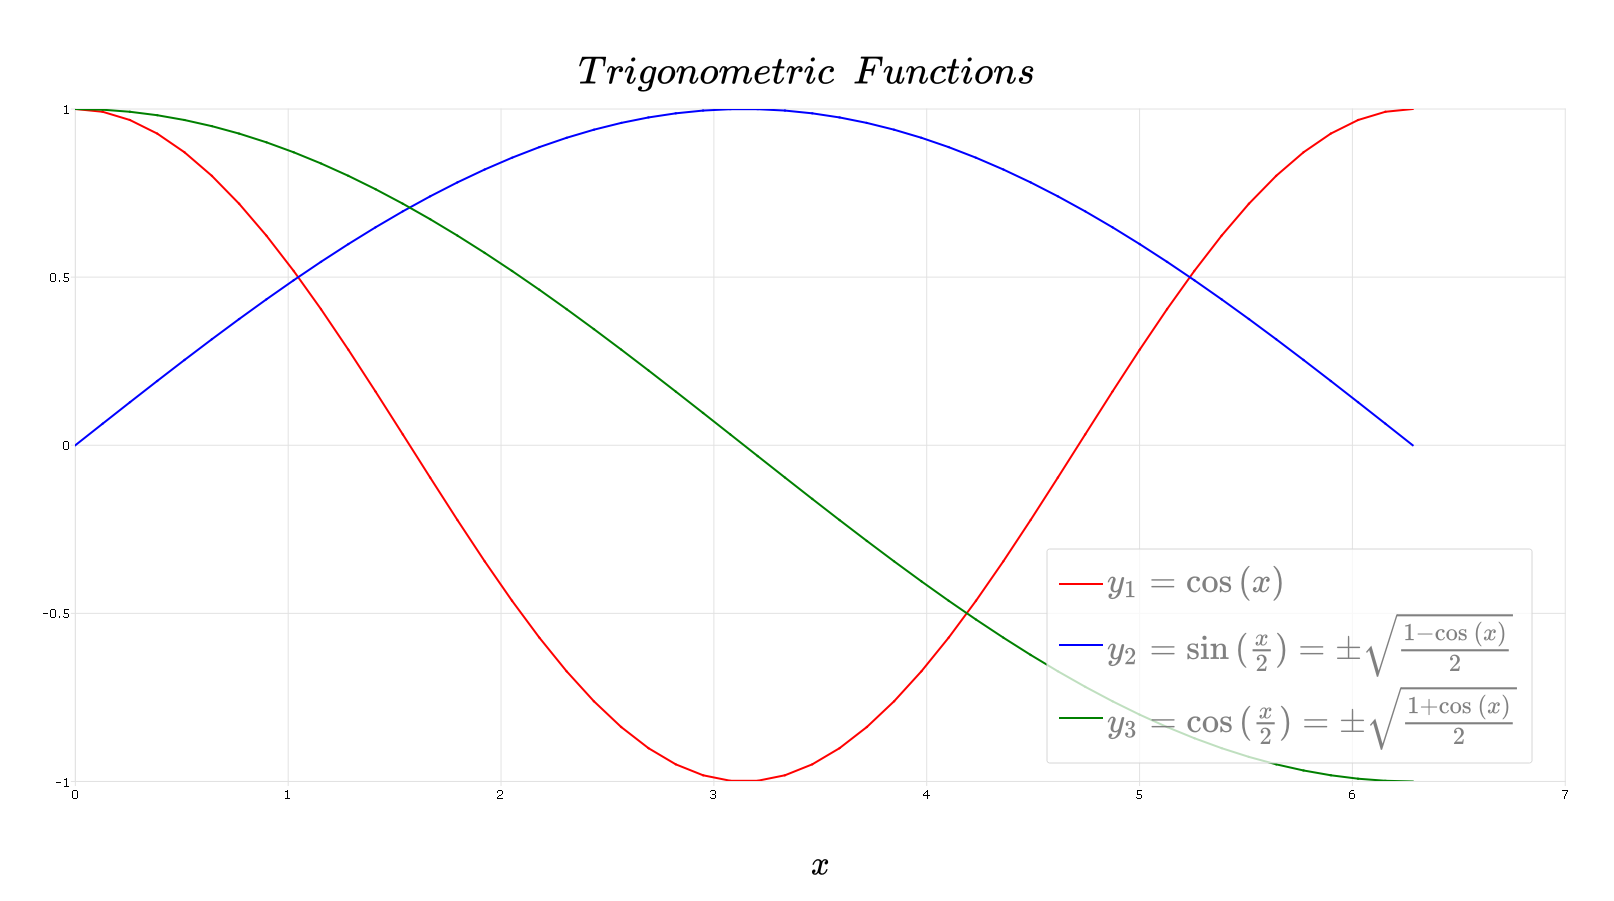 Trigonometric Functions
1
0.5
0
-0.5
-1
0 1 2 3 4 5 6 7
y₁ = cos (x)
y₂ = sin (x/2) = ±√((1−cos (x))/2)
y₃ = cos (x/2) = ±√((1+cos (x))/2)
x